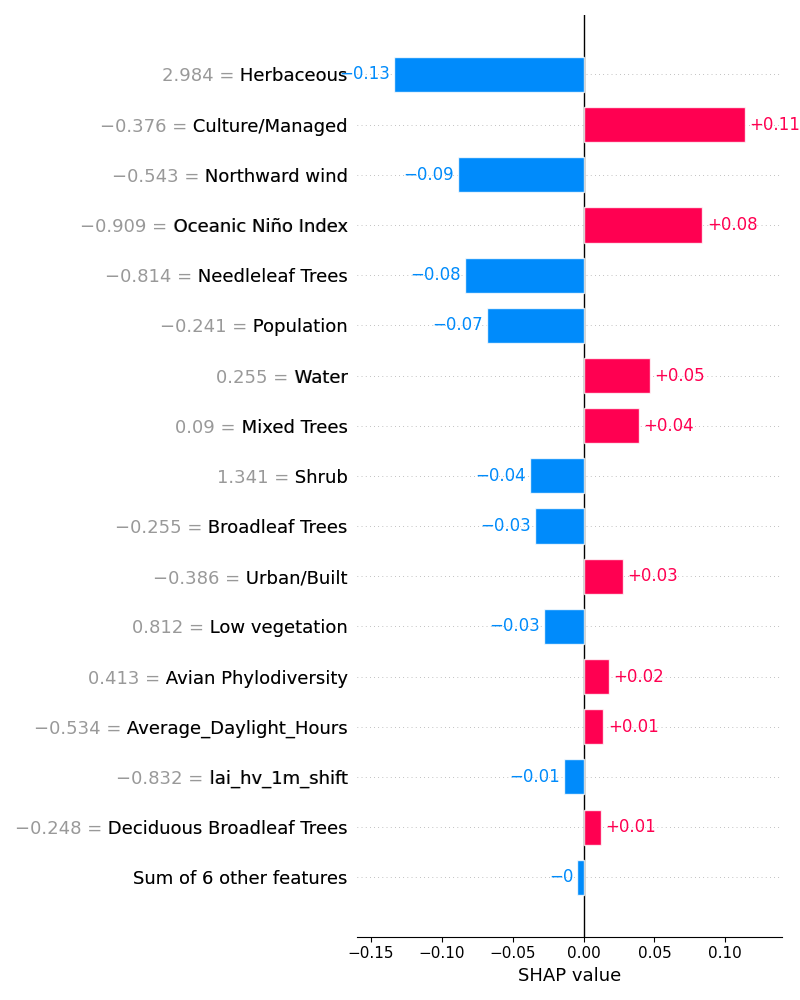 2.984 = Herbaceous −0.13
−0.376 = Culture/Managed +0.11
−0.543 = Northward wind −0.09
−0.909 = Oceanic Niño Index +0.08
−0.814 = Needleleaf Trees −0.08
−0.241 = Population −0.07
0.255 = Water +0.05
0.09 = Mixed Trees +0.04
1.341 = Shrub −0.04
−0.255 = Broadleaf Trees −0.03
−0.386 = Urban/Built +0.03
0.812 = Low vegetation −0.03
0.413 = Avian Phylodiversity +0.02
−0.534 = Average_Daylight_Hours +0.01
−0.832 = lai_hv_1m_shift −0.01
−0.248 = Deciduous Broadleaf Trees +0.01
Sum of 6 other features −0
−0.15 −0.10 −0.05 0.00 0.05 0.10
SHAP value